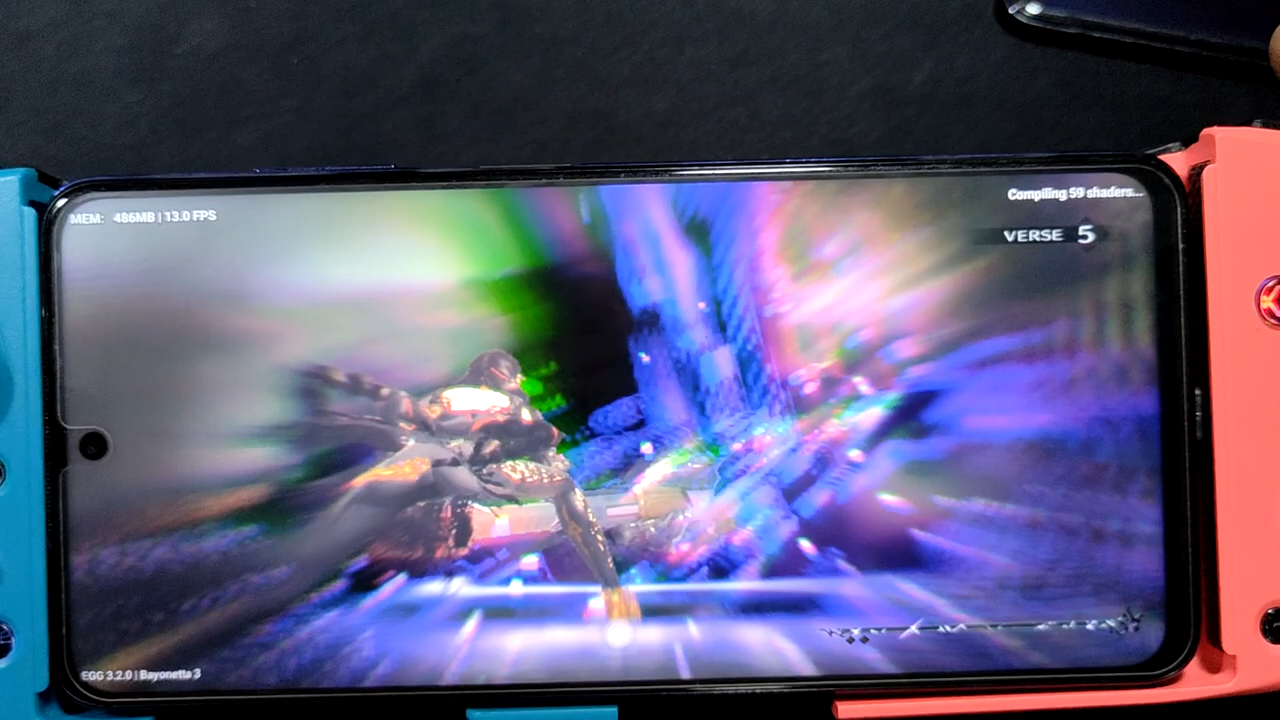 MEM: 486MB | 13.0 FPS
Compiling 59 shaders...
VERSE 5
EGG 3.2.0 | Bayonetta 3